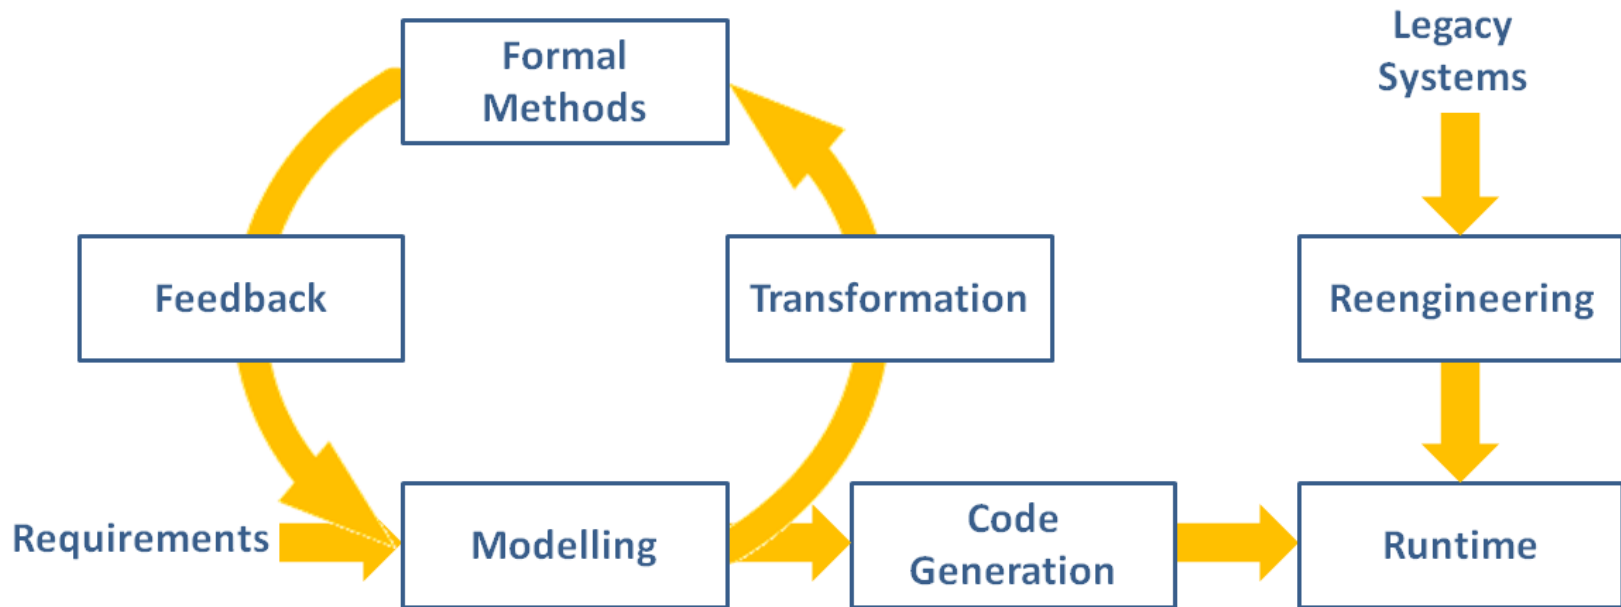 Formal
Methods
Legacy
Systems
Feedback
Transformation
Reengineering
Requirements
Modelling
Code
Generation
Runtime